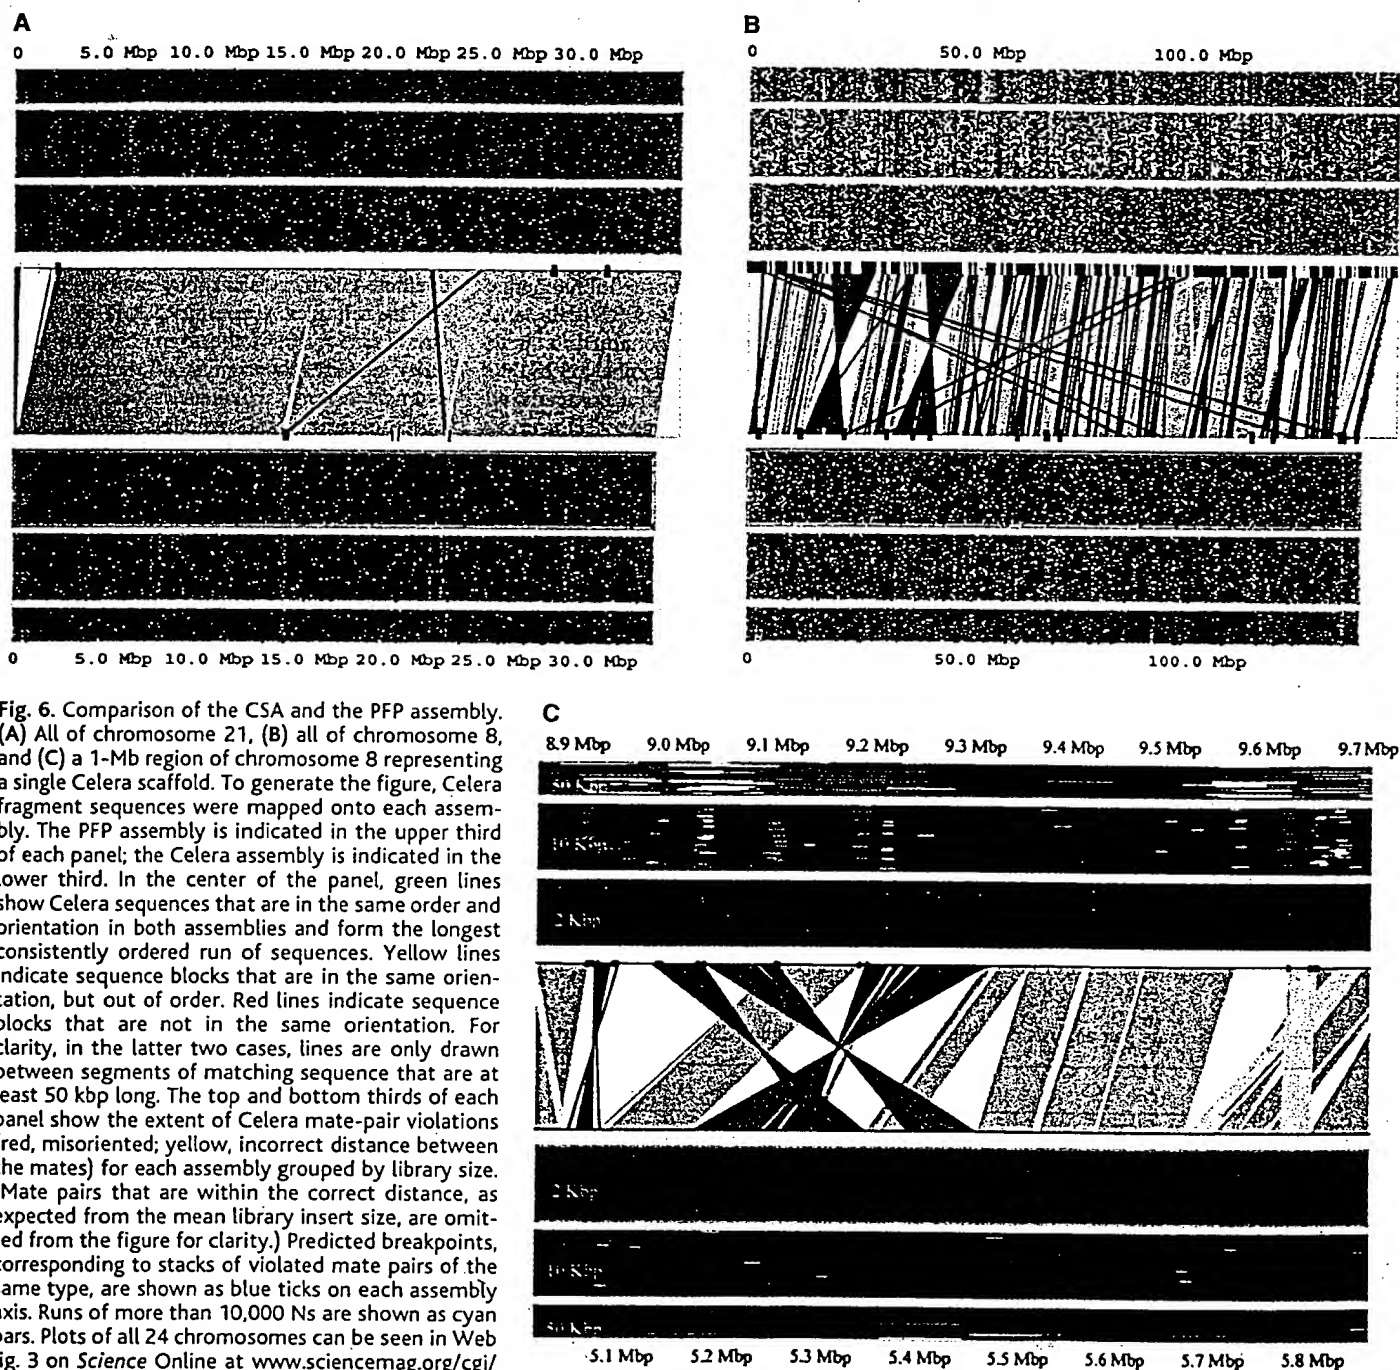 A
0 5.0 Mbp 10.0 Mbp 15.0 Mbp 20.0 Mbp 25.0 Mbp 30.0 Mbp
B
0 50.0 Mbp 100.0 Mbp
0 5.0 Mbp 10.0 Mbp 15.0 Mbp 20.0 Mbp 25.0 Mbp 30.0 Mbp
0 50.0 Mbp 100.0 Mbp
Fig. 6. Comparison of the CSA and the PFP assembly.
(A) All of chromosome 21, (B) all of chromosome 8,
and (C) a 1-Mb region of chromosome 8 representing
a single Celera scaffold. To generate the figure, Celera
fragment sequences were mapped onto each assem-
bly. The PFP assembly is indicated in the upper third
of each panel; the Celera assembly is indicated in the
lower third. In the center of the panel, green lines
show Celera sequences that are in the same order and
orientation in both assemblies and form the longest
consistently ordered run of sequences. Yellow lines
indicate sequence blocks that are in the same orien-
tation, but out of order. Red lines indicate sequence
blocks that are not in the same orientation. For
clarity, in the latter two cases, lines are only drawn
between segments of matching sequence that are at
least 50 kbp long. The top and bottom thirds of each
panel show the extent of Celera mate-pair violations
(red, misoriented; yellow, incorrect distance between
the mates) for each assembly grouped by library size.
(Mate pairs that are within the correct distance, as
expected from the mean library insert size, are omit-
ted from the figure for clarity.) Predicted breakpoints,
corresponding to stacks of violated mate pairs of the
same type, are shown as blue ticks on each assembly
axis. Runs of more than 10,000 Ns are shown as cyan
bars. Plots of all 24 chromosomes can be seen in Web
fig. 3 on Science Online at www.sciencemag.org/cgi/
C
8.9 Mbp 9.0 Mbp 9.1 Mbp 9.2 Mbp 9.3 Mbp 9.4 Mbp 9.5 Mbp 9.6 Mbp 9.7 Mbp
50 Kbp
10 Kbp
2 Kbp
2 Kbp
10 Kbp
50 Kbp
5.1 Mbp 5.2 Mbp 5.3 Mbp 5.4 Mbp 5.5 Mbp 5.6 Mbp 5.7 Mbp 5.8 Mbp